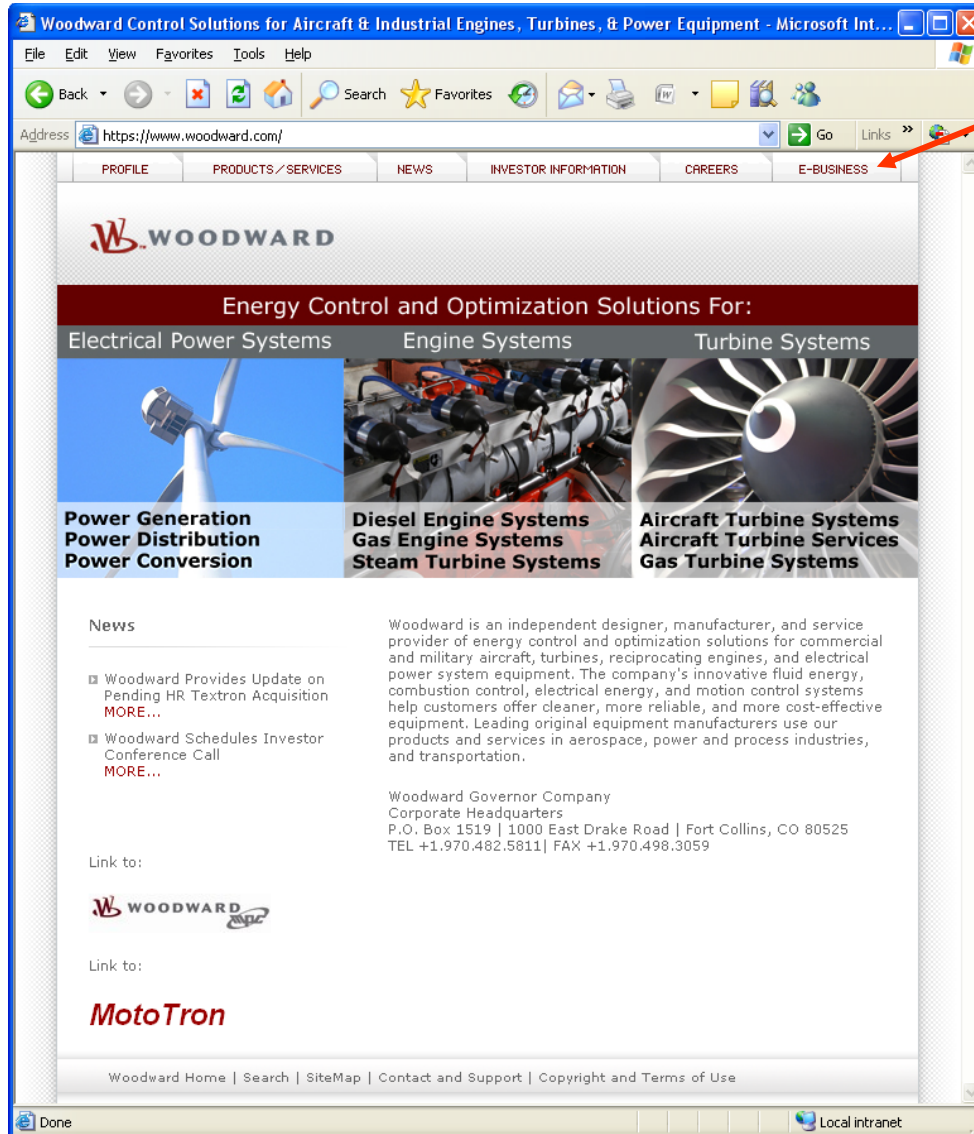 Woodward Control Solutions for Aircraft & Industrial Engines, Turbines, & Power Equipment - Microsoft Int...
File Edit View Favorites Tools Help
Back Search Favorites
Address https://www.woodward.com/ Go Links »
PROFILE PRODUCTS/SERVICES NEWS INVESTOR INFORMATION CAREERS E-BUSINESS
WOODWARD
Energy Control and Optimization Solutions For:
Electrical Power Systems Engine Systems Turbine Systems
Power Generation
Power Distribution
Power Conversion
Diesel Engine Systems
Gas Engine Systems
Steam Turbine Systems
Aircraft Turbine Systems
Aircraft Turbine Services
Gas Turbine Systems
News
Woodward Provides Update on
Pending HR Textron Acquisition
MORE...
Woodward Schedules Investor
Conference Call
MORE...
Link to:
WOODWARD mpc
Link to:
MotoTron
Woodward is an independent designer, manufacturer, and service
provider of energy control and optimization solutions for commercial
and military aircraft, turbines, reciprocating engines, and electrical
power system equipment. The company's innovative fluid energy,
combustion control, electrical energy, and motion control systems
help customers offer cleaner, more reliable, and more cost-effective
equipment. Leading original equipment manufacturers use our
products and services in aerospace, power and process industries,
and transportation.
Woodward Governor Company
Corporate Headquarters
P.O. Box 1519 | 1000 East Drake Road | Fort Collins, CO 80525
TEL +1.970.482.5811| FAX +1.970.498.3059
Woodward Home | Search | SiteMap | Contact and Support | Copyright and Terms of Use
Done Local intranet